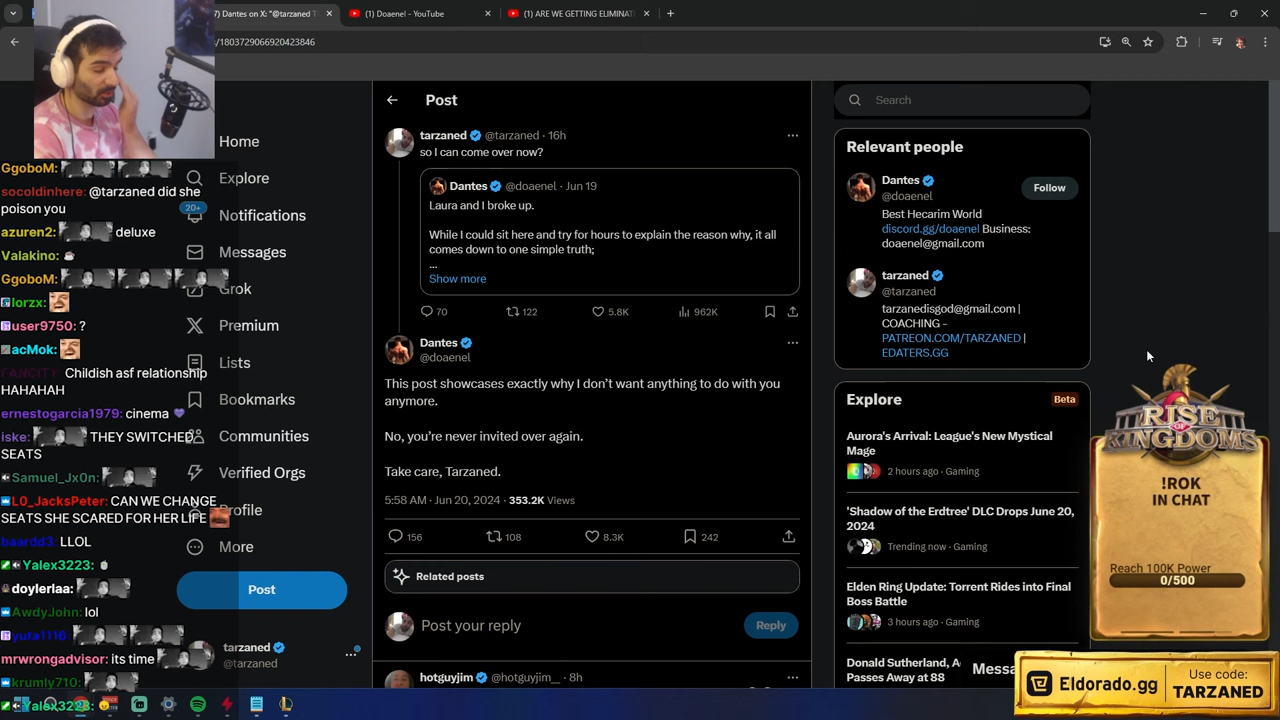 7) Dantes on X: "@tarzaned T
(1) Doaenel - YouTube
(1) ARE WE GETTING ELIMINAT
/1803729066920423846
Home
Explore
Notifications
20+
Messages
Grok
Premium
Lists
Bookmarks
Communities
Verified Orgs
Profile
More
Post
tarzaned
@tarzaned
GgoboM:
socoldinhere: @tarzaned did she
poison you
azuren2: deluxe
Valakino:
GgoboM:
lorzx:
user9750: ?
acMok:
FANCITY: Childish asf relationship
HAHAHAH
ernestogarcia1979: cinema
iske: THEY SWITCHED
SEATS
Samuel_Jx0n:
L0_JacksPeter: CAN WE CHANGE
SEATS SHE SCARED FOR HER LIFE
baardd3: LLOL
Yalex3223:
doylerlaa:
AwdyJohn: lol
yuta1116:
mrwrongadvisor: its time
krumly710:
Yalex3223:
Post
tarzaned @tarzaned · 16h
so I can come over now?
Dantes @doaenel · Jun 19
Laura and I broke up.
While I could sit here and try for hours to explain the reason why, it all
comes down to one simple truth;
...
Show more
70 122 5.8K 962K
Dantes
@doaenel
This post showcases exactly why I don't want anything to do with you
anymore.
No, you're never invited over again.
Take care, Tarzaned.
5:58 AM · Jun 20, 2024 · 353.2K Views
156 108 8.3K 242
Related posts
Post your reply
Reply
hotguyjim @hotguyjim__ · 8h
Search
Relevant people
Dantes
@doaenel
Follow
Best Hecarim World
discord.gg/doaenel Business:
doaenel@gmail.com
tarzaned
@tarzaned
tarzanedisgod@gmail.com |
COACHING -
PATREON.COM/TARZANED |
EDATERS.GG
Explore
Beta
Aurora's Arrival: League's New Mystical
Mage
2 hours ago · Gaming
'Shadow of the Erdtree' DLC Drops June 20,
2024
Trending now · Gaming
Elden Ring Update: Torrent Rides into Final
Boss Battle
3 hours ago · Gaming
Donald Sutherland, A
Passes Away at 88
Messa
RISE
OF
KINGDOMS
!ROK
IN CHAT
Reach 100K Power
0/500
Eldorado.gg
Use code:
TARZANED